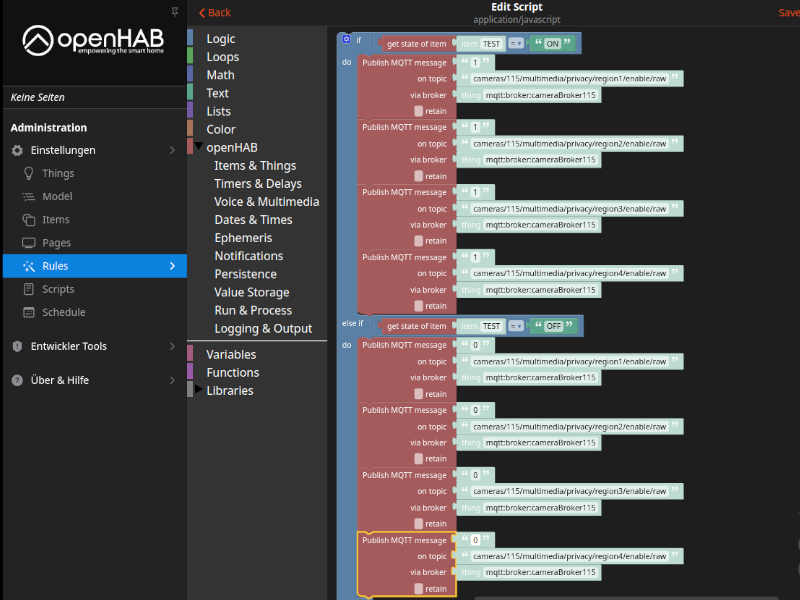 openHAB
empowering the smart home
Keine Seiten
Administration
Einstellungen
Things
Model
Items
Pages
Rules
Scripts
Schedule
Entwickler Tools
Über & Hilfe
Back
Edit Script
application/javascript
Save
Logic
Loops
Math
Text
Lists
Color
openHAB
Items & Things
Timers & Delays
Voice & Multimedia
Dates & Times
Ephemeris
Notifications
Persistence
Value Storage
Run & Process
Logging & Output
Variables
Functions
Libraries
if get state of item item TEST = “ ON ”
do Publish MQTT message “ 1 ”
on topic “ cameras/115/multimedia/privacy/region1/enable/raw ”
via broker thing mqtt:broker:cameraBroker115
retain
Publish MQTT message “ 1 ”
on topic “ cameras/115/multimedia/privacy/region2/enable/raw ”
via broker thing mqtt:broker:cameraBroker115
retain
Publish MQTT message “ 1 ”
on topic “ cameras/115/multimedia/privacy/region3/enable/raw ”
via broker thing mqtt:broker:cameraBroker115
retain
Publish MQTT message “ 1 ”
on topic “ cameras/115/multimedia/privacy/region4/enable/raw ”
via broker thing mqtt:broker:cameraBroker115
retain
else if get state of item item TEST = “ OFF ”
do Publish MQTT message “ 0 ”
on topic “ cameras/115/multimedia/privacy/region1/enable/raw ”
via broker thing mqtt:broker:cameraBroker115
retain
Publish MQTT message “ 0 ”
on topic “ cameras/115/multimedia/privacy/region2/enable/raw ”
via broker thing mqtt:broker:cameraBroker115
retain
Publish MQTT message “ 0 ”
on topic “ cameras/115/multimedia/privacy/region3/enable/raw ”
via broker thing mqtt:broker:cameraBroker115
retain
Publish MQTT message “ 0 ”
on topic “ cameras/115/multimedia/privacy/region4/enable/raw ”
via broker thing mqtt:broker:cameraBroker115
retain